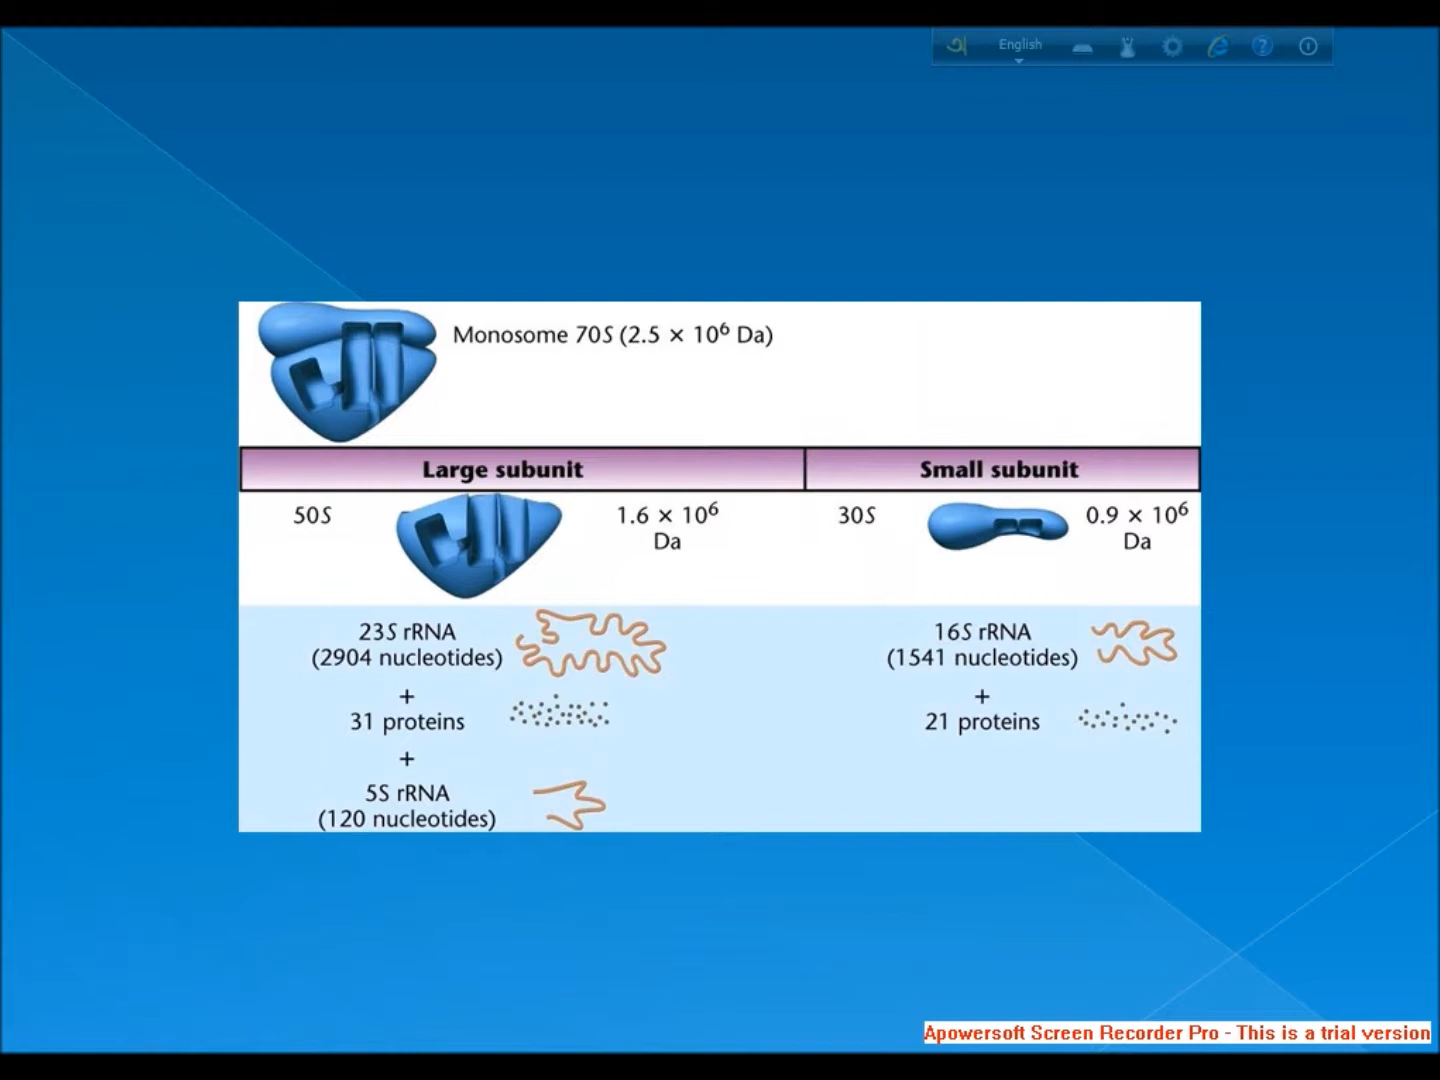 English
Monosome 70S (2.5 × 10⁶ Da)
Large subunit
Small subunit
50S
1.6 × 10⁶
Da
30S
0.9 × 10⁶
Da
23S rRNA
(2904 nucleotides)
+
31 proteins
+
5S rRNA
(120 nucleotides)
16S rRNA
(1541 nucleotides)
+
21 proteins
Apowersoft Screen Recorder Pro - This is a trial version